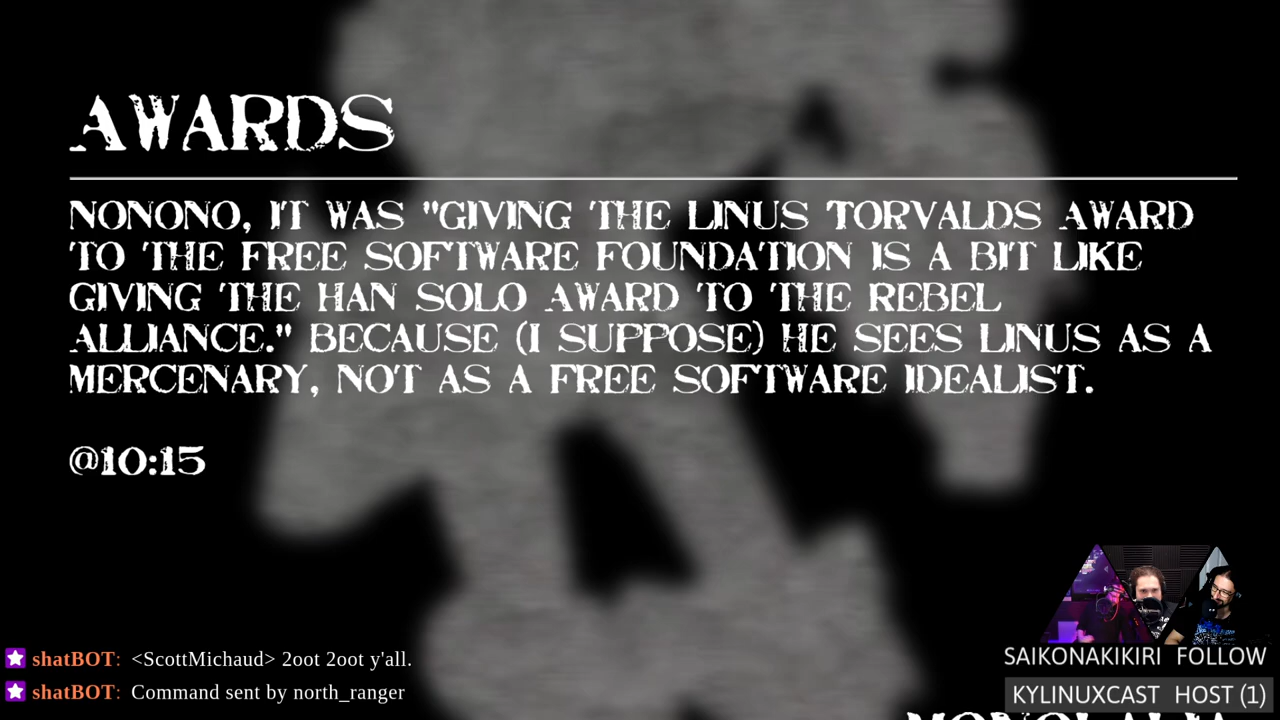 AWARDS
NONONO, IT WAS "GIVING THE LINUS TORVALDS AWARD
TO THE FREE SOFTWARE FOUNDATION IS A BIT LIKE
GIVING THE HAN SOLO AWARD TO THE REBEL
ALLIANCE." BECAUSE (I SUPPOSE) HE SEES LINUS AS A
MERCENARY, NOT AS A FREE SOFTWARE IDEALIST.
@10:15
shatBOT: <ScottMichaud> 2oot 2oot y'all.
shatBOT: Command sent by north_ranger
SAIKONAKIKIRI FOLLOW
KYLINUXCAST HOST (1)